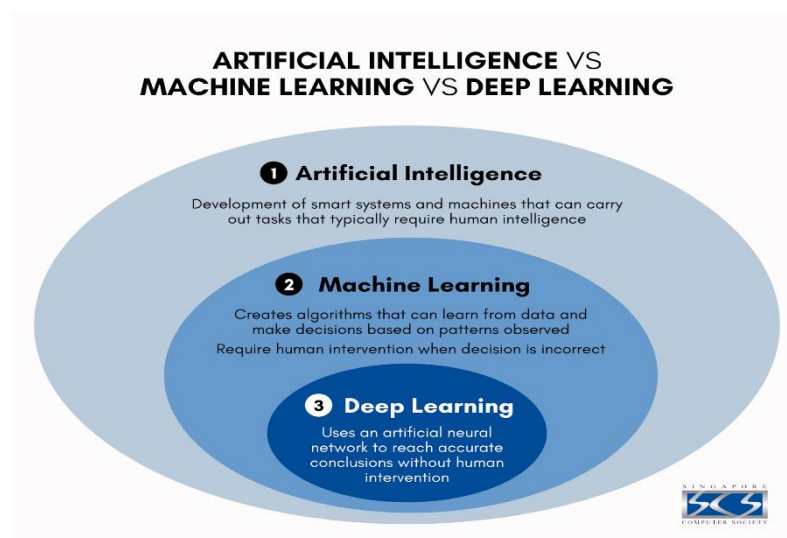 ARTIFICIAL INTELLIGENCE VS
MACHINE LEARNING VS DEEP LEARNING
1 Artificial Intelligence
Development of smart systems and machines that can carry
out tasks that typically require human intelligence
2 Machine Learning
Creates algorithms that can learn from data and
make decisions based on patterns observed
Require human intervention when decision is incorrect
3 Deep Learning
Uses an artificial neural
network to reach accurate
conclusions without human
intervention
SINGAPORE
SCS
COMPUTER SOCIETY